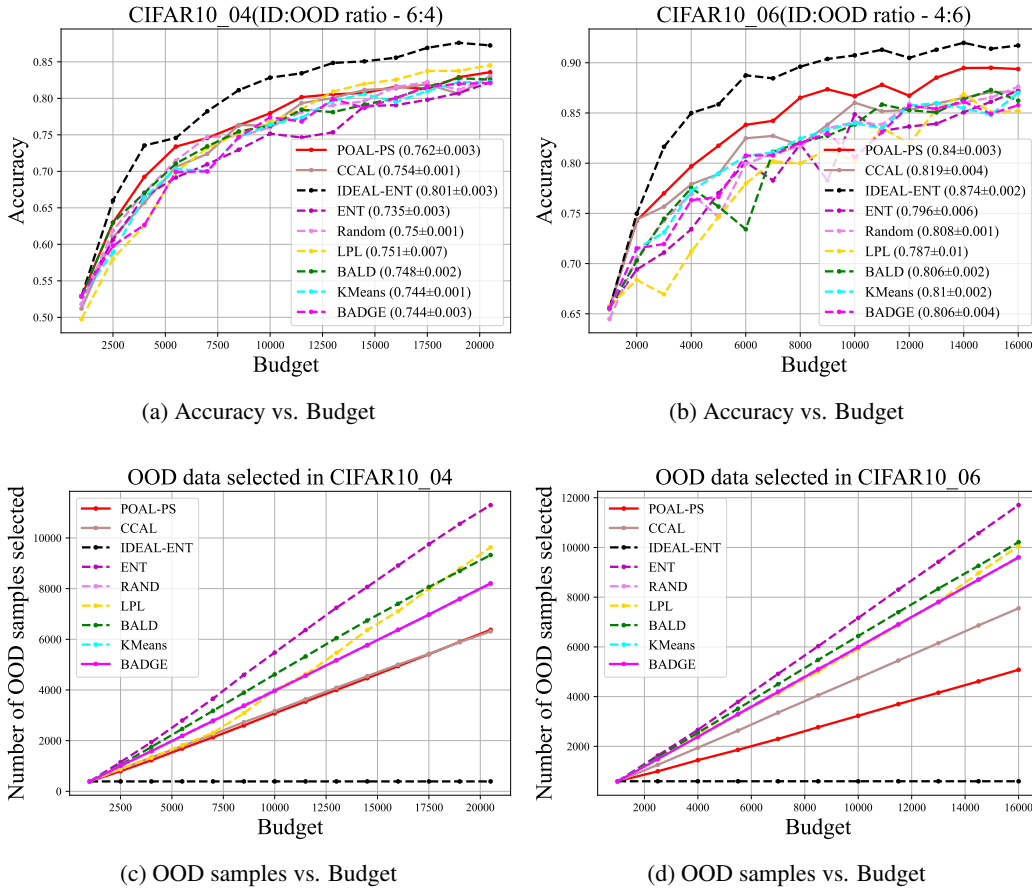 CIFAR10_04(ID:OOD ratio - 6:4)
Accuracy
0.85
0.80
0.75
0.70
0.65
0.60
0.55
0.50
POAL-PS (0.762±0.003)
CCAL (0.754±0.001)
IDEAL-ENT (0.801±0.003)
ENT (0.735±0.003)
Random (0.75±0.001)
LPL (0.751±0.007)
BALD (0.748±0.002)
KMeans (0.744±0.001)
BADGE (0.744±0.003)
2500 5000 7500 10000 12500 15000 17500 20000
Budget
(a) Accuracy vs. Budget
CIFAR10_06(ID:OOD ratio - 4:6)
Accuracy
0.90
0.85
0.80
0.75
0.70
0.65
POAL-PS (0.84±0.003)
CCAL (0.819±0.004)
IDEAL-ENT (0.874±0.002)
ENT (0.796±0.006)
Random (0.808±0.001)
LPL (0.787±0.01)
BALD (0.806±0.002)
KMeans (0.81±0.002)
BADGE (0.806±0.004)
2000 4000 6000 8000 10000 12000 14000 16000
Budget
(b) Accuracy vs. Budget
OOD data selected in CIFAR10_04
Number of OOD samples selected
10000
8000
6000
4000
2000
0
POAL-PS
CCAL
IDEAL-ENT
ENT
RAND
LPL
BALD
KMeans
BADGE
2500 5000 7500 10000 12500 15000 17500 20000
Budget
(c) OOD samples vs. Budget
OOD data selected in CIFAR10_06
Number of OOD samples selected
12000
10000
8000
6000
4000
2000
POAL-PS
CCAL
IDEAL-ENT
ENT
RAND
LPL
BALD
KMeans
BADGE
2000 4000 6000 8000 10000 12000 14000 16000
Budget
(d) OOD samples vs. Budget